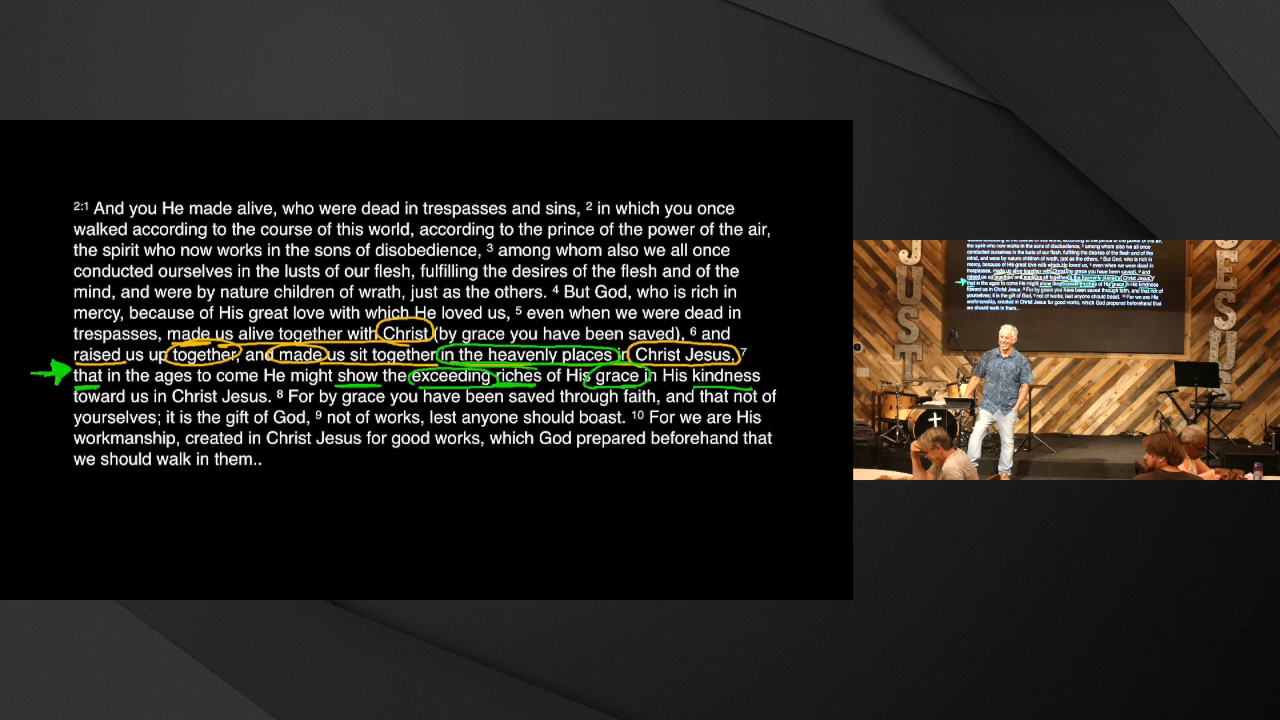 2:1 And you He made alive, who were dead in trespasses and sins, 2 in which you once
walked according to the course of this world, according to the prince of the power of the air,
the spirit who now works in the sons of disobedience, 3 among whom also we all once
conducted ourselves in the lusts of our flesh, fulfilling the desires of the flesh and of the
mind, and were by nature children of wrath, just as the others. 4 But God, who is rich in
mercy, because of His great love with which He loved us, 5 even when we were dead in
trespasses, made us alive together with Christ (by grace you have been saved), 6 and
raised us up together, and made us sit together in the heavenly places in Christ Jesus, 7
that in the ages to come He might show the exceeding riches of His grace in His kindness
toward us in Christ Jesus. 8 For by grace you have been saved through faith, and that not of
yourselves; it is the gift of God, 9 not of works, lest anyone should boast. 10 For we are His
workmanship, created in Christ Jesus for good works, which God prepared beforehand that
we should walk in them..
JUST
JESUS